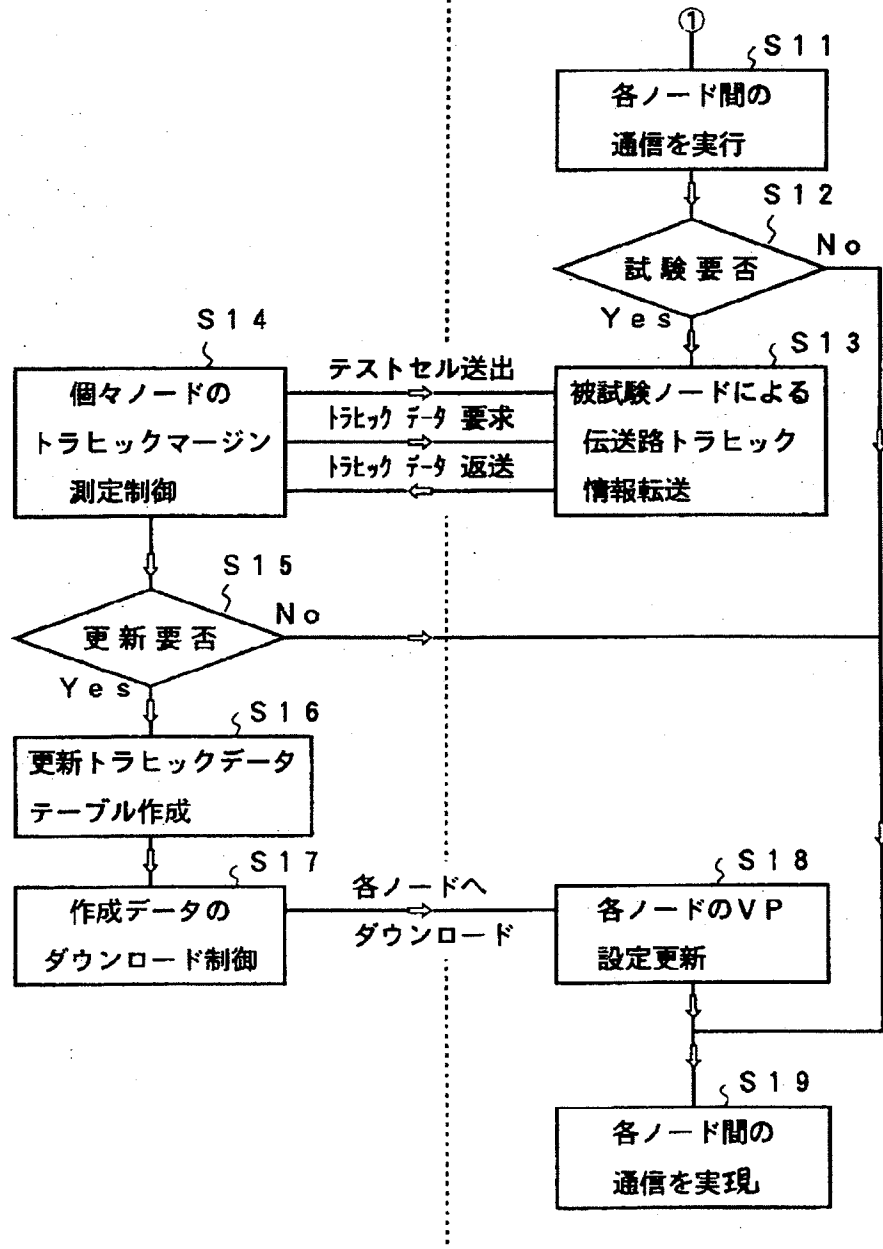 ①
S11
各ノード間の
通信を実行
S12
試験要否
No
Yes
S13
被試験ノードによる
伝送路トラヒック
情報転送
S14
個々ノードの
トラヒックマージン
測定制御
テストセル送出
トラヒック データ 要求
トラヒック データ 返送
S15
更新要否
No
Yes
S16
更新トラヒックデータ
テーブル作成
S17
作成データの
ダウンロード制御
各ノードへ
ダウンロード
S18
各ノードのVP
設定更新
S19
各ノード間の
通信を実現